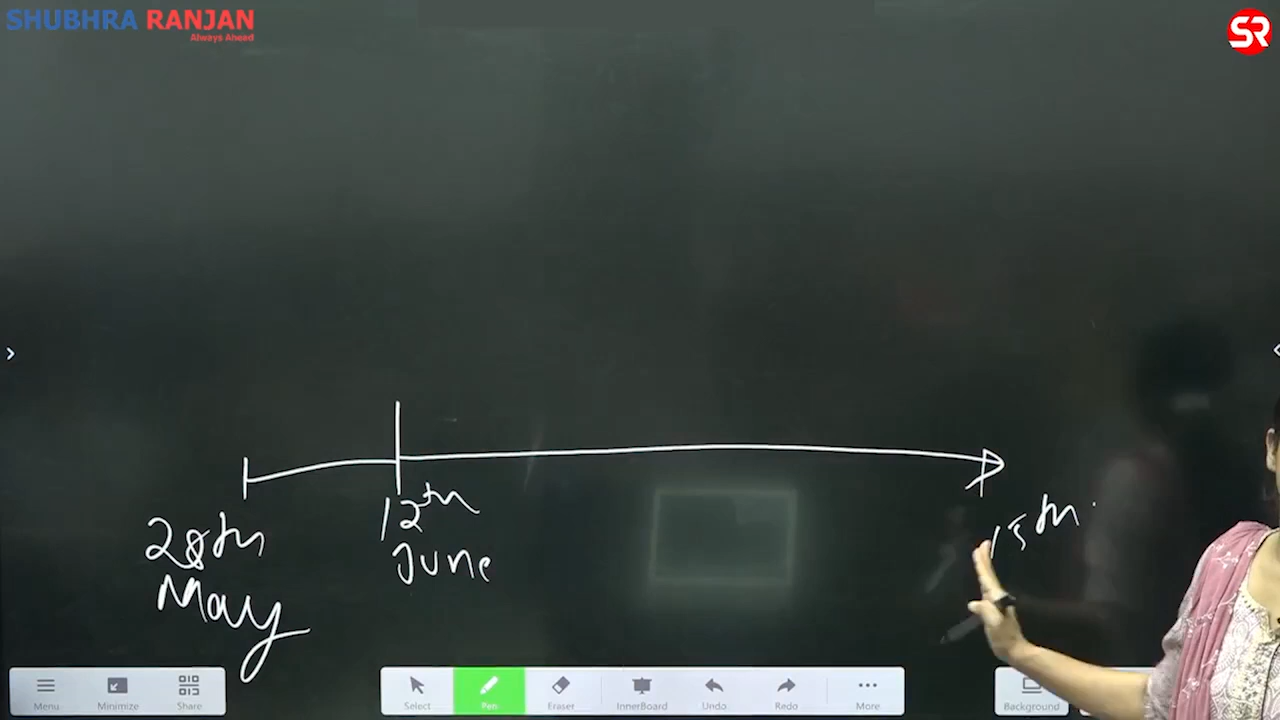 SHUBHRA RANJAN
Always Ahead
SR
28th
May
12th
June
15th.
Menu
Minimize
Share
Select
Pen
Eraser
InnerBoard
Undo
Redo
More
Background